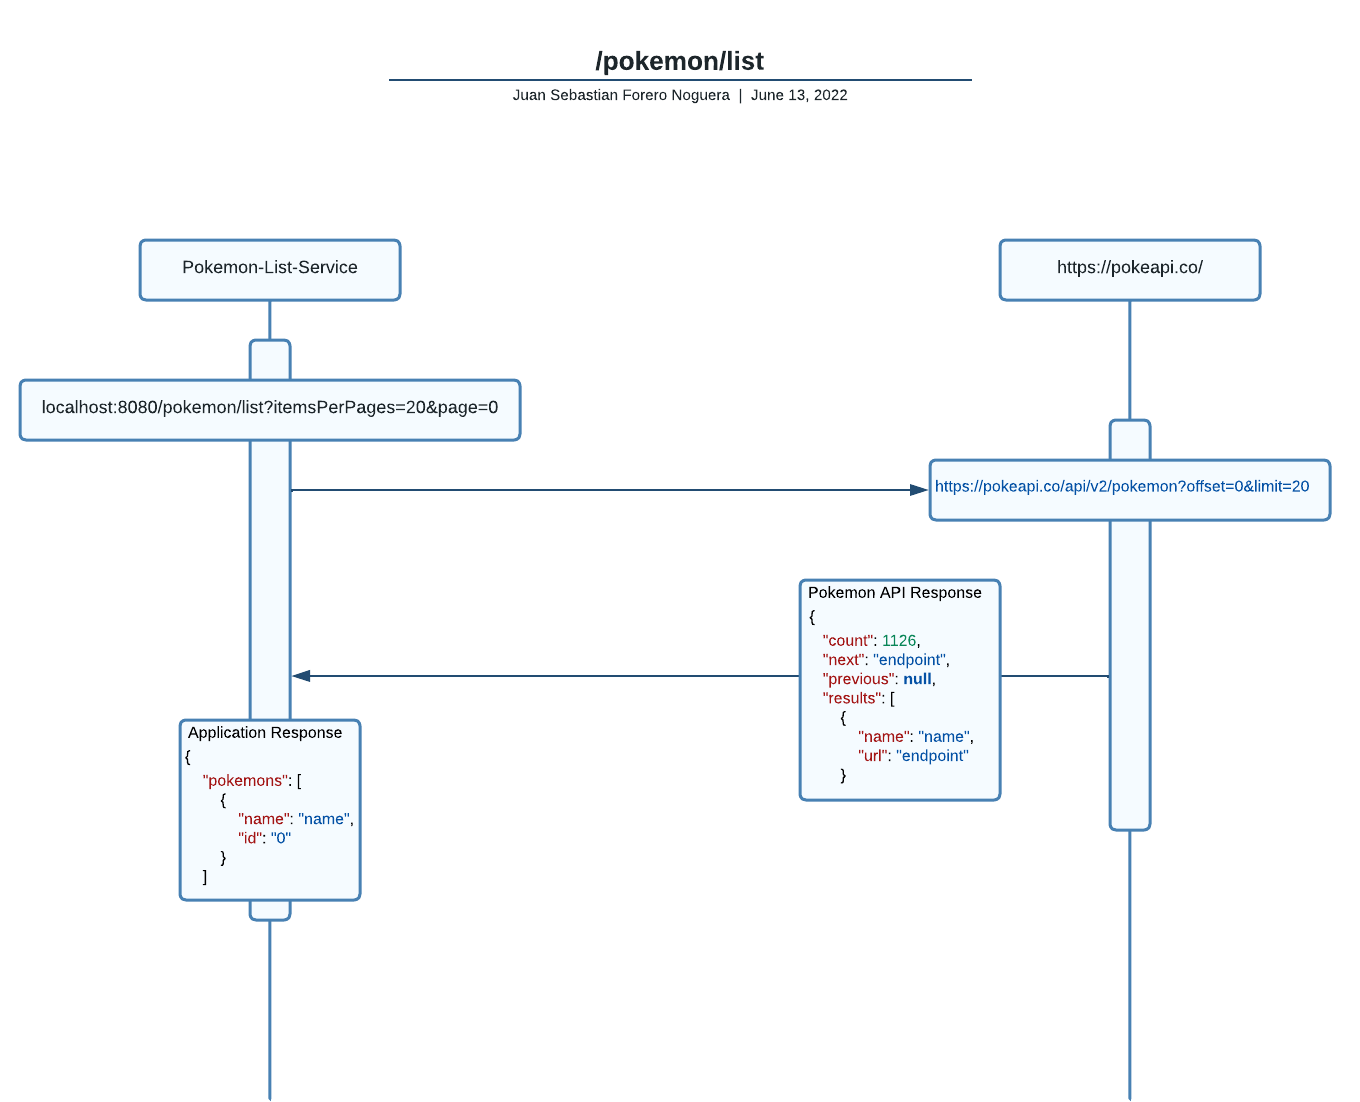 /pokemon/list
Juan Sebastian Forero Noguera | June 13, 2022
Pokemon-List-Service
https://pokeapi.co/
localhost:8080/pokemon/list?itemsPerPages=20&page=0
https://pokeapi.co/api/v2/pokemon?offset=0&limit=20
Pokemon API Response
{
"count": 1126,
"next": "endpoint",
"previous": null,
"results": [
{
"name": "name",
"url": "endpoint"
}
Application Response
{
"pokemons": [
{
"name": "name",
"id": "0"
}
]